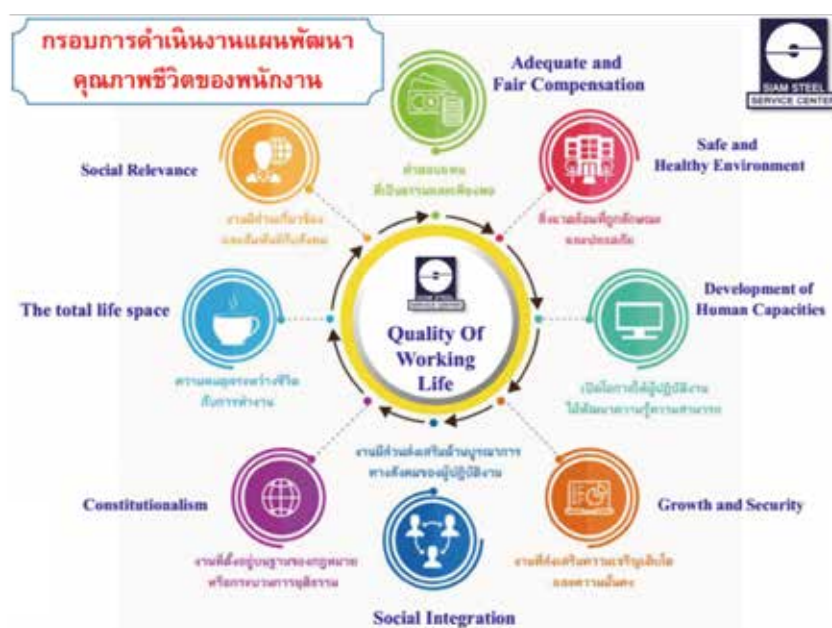 กรอบการดำเนินงานแผนพัฒนา
คุณภาพชีวิตของพนักงาน
SIAM STEEL
SERVICE CENTER
Adequate and
Fair Compensation
ค่าตอบแทน
ที่เป็นธรรมและเพียงพอ
Safe and
Healthy Environment
สิ่งแวดล้อมที่ถูกลักษณะ
และปลอดภัย
Development of
Human Capacities
เปิดโอกาสให้ผู้ปฏิบัติงาน
ได้พัฒนาความรู้ความสามารถ
Growth and Security
งานที่ส่งเสริมความเจริญเติบโต
และความมั่นคง
งานมีส่วนส่งเสริมด้านบูรณาการ
ทางสังคมของผู้ปฏิบัติงาน
Social Integration
Constitutionalism
งานที่ตั้งอยู่บนฐานของกฎหมาย
หรือกระบวนการยุติธรรม
The total life space
ความสมดุลระหว่างชีวิต
กับการทำงาน
Social Relevance
งานมีส่วนเกี่ยวข้อง
และสัมพันธ์กับสังคม
SIAM STEEL
SERVICE CENTER
Quality Of
Working
Life